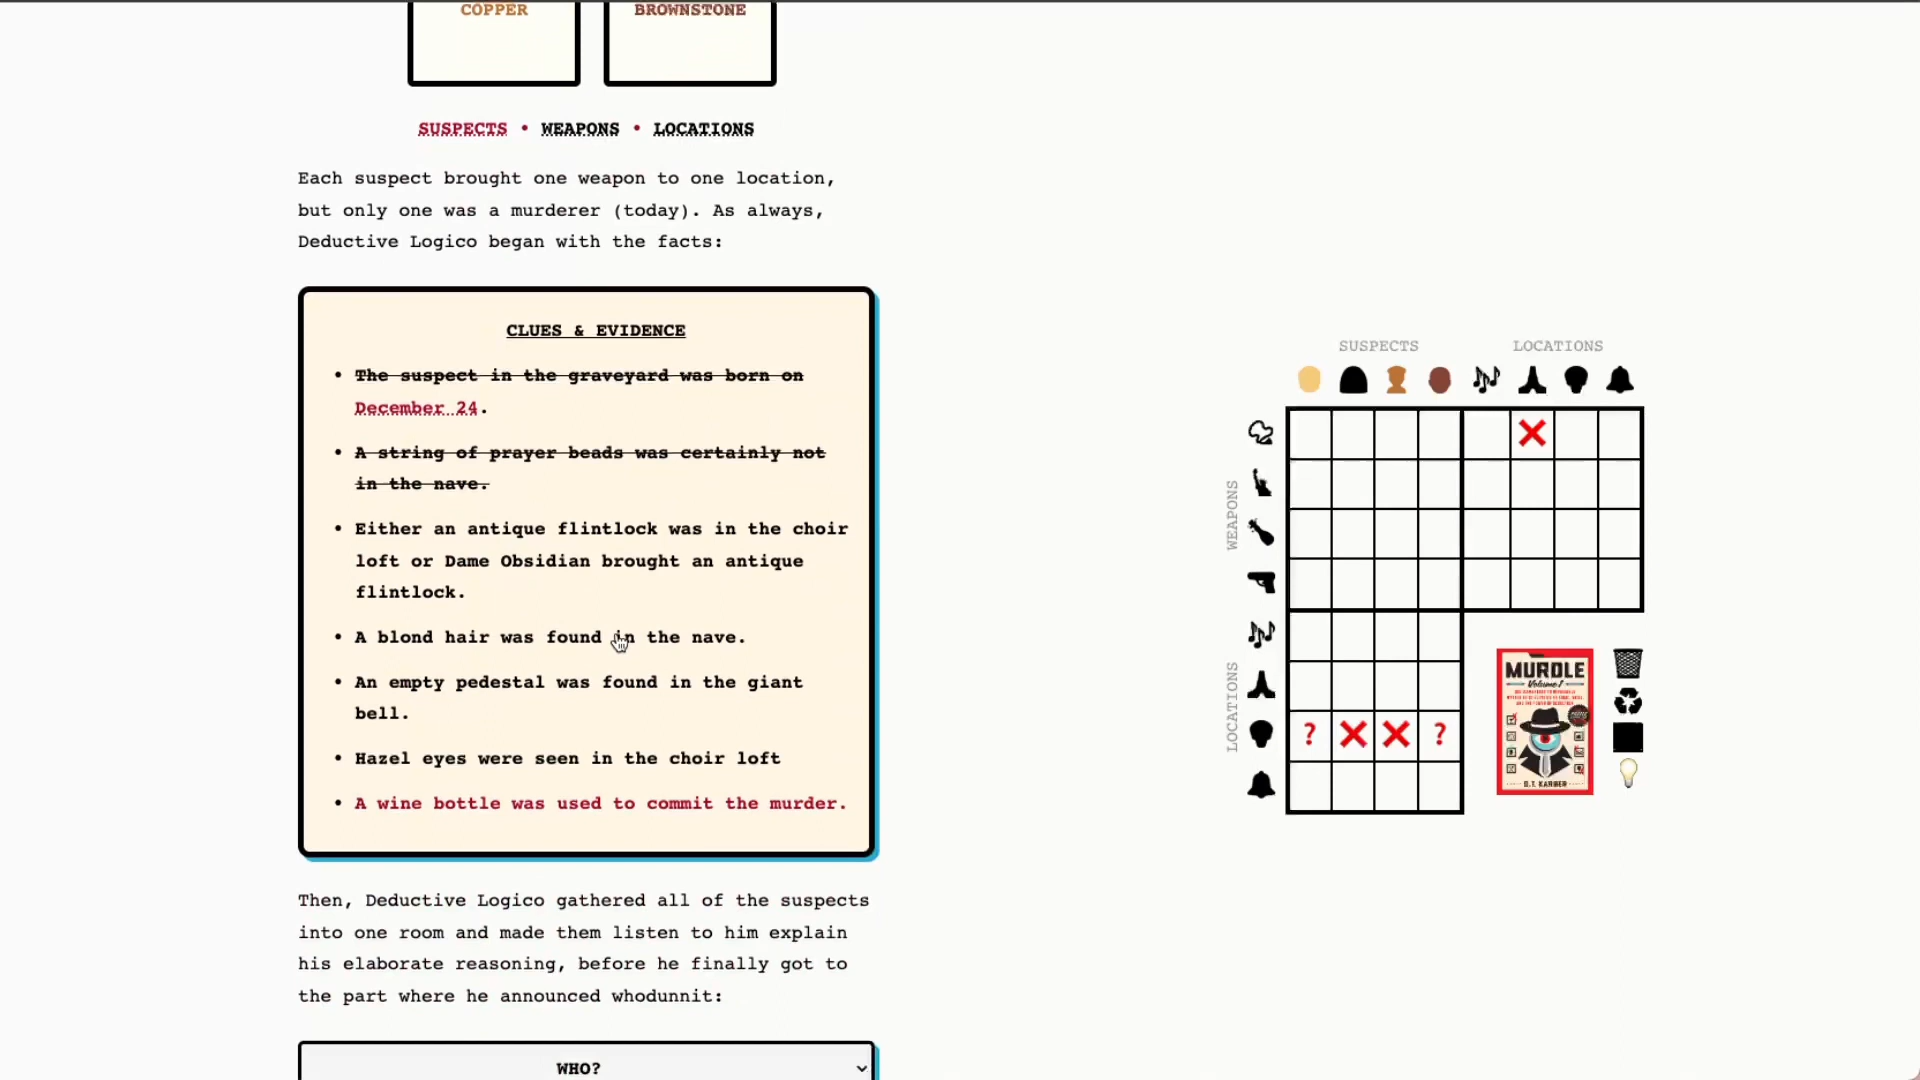 COPPER
BROWNSTONE
SUSPECTS • WEAPONS • LOCATIONS
Each suspect brought one weapon to one location,
but only one was a murderer (today). As always,
Deductive Logico began with the facts:
CLUES & EVIDENCE
• The suspect in the graveyard was born on
December 24.
• A string of prayer beads was certainly not
in the nave.
• Either an antique flintlock was in the choir
loft or Dame Obsidian brought an antique
flintlock.
• A blond hair was found in the nave.
• An empty pedestal was found in the giant
bell.
• Hazel eyes were seen in the choir loft
• A wine bottle was used to commit the murder.
Then, Deductive Logico gathered all of the suspects
into one room and made them listen to him explain
his elaborate reasoning, before he finally got to
the part where he announced whodunnit:
WHO?
SUSPECTS
LOCATIONS
WEAPONS
LOCATIONS
? ?
MURDLE
Volume 1
G.T. KARBER